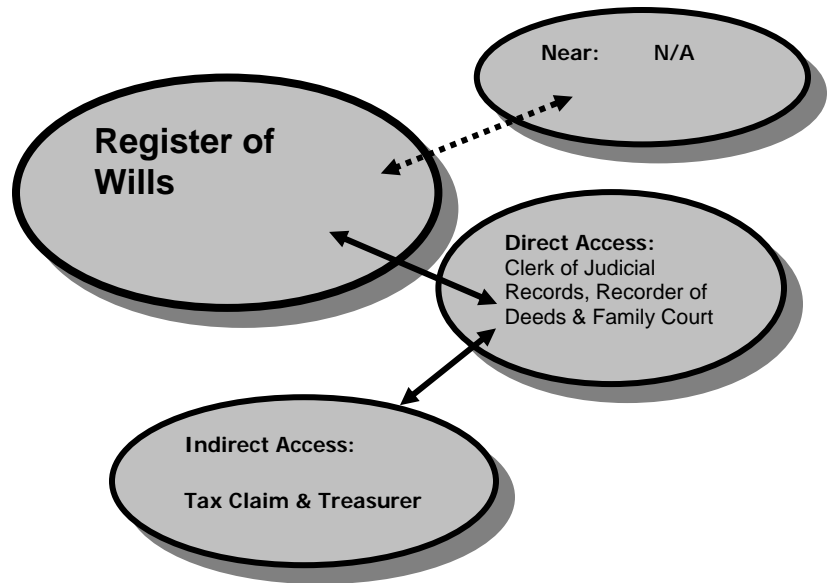 Near: N/A
Register of
Wills
Direct Access:
Clerk of Judicial
Records, Recorder of
Deeds & Family Court
Indirect Access:
Tax Claim & Treasurer